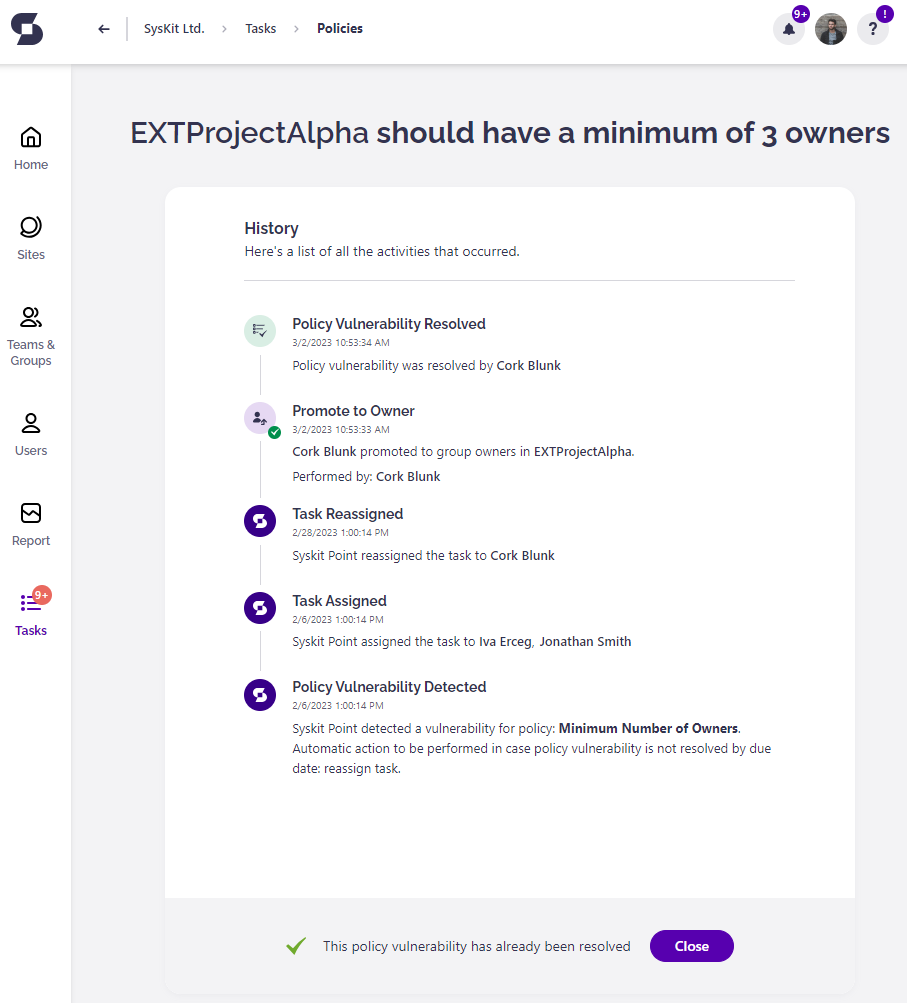 SysKit Ltd. > Tasks > Policies
9+
!
?
Home
Sites
Teams &
Groups
Users
Report
9+
Tasks
EXTProjectAlpha should have a minimum of 3 owners
History
Here's a list of all the activities that occurred.
Policy Vulnerability Resolved
3/2/2023 10:53:34 AM
Policy vulnerability was resolved by Cork Blunk
Promote to Owner
3/2/2023 10:53:33 AM
Cork Blunk promoted to group owners in EXTProjectAlpha.
Performed by: Cork Blunk
Task Reassigned
2/28/2023 1:00:14 PM
Syskit Point reassigned the task to Cork Blunk
Task Assigned
2/6/2023 1:00:14 PM
Syskit Point assigned the task to Iva Erceg, Jonathan Smith
Policy Vulnerability Detected
2/6/2023 1:00:14 PM
Syskit Point detected a vulnerability for policy: Minimum Number of Owners.
Automatic action to be performed in case policy vulnerability is not resolved by due
date: reassign task.
This policy vulnerability has already been resolved
Close